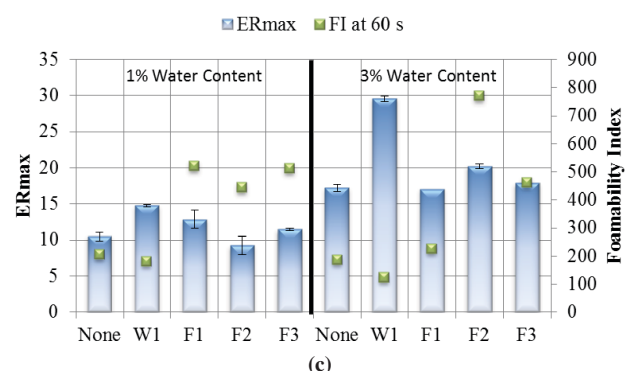 ERmax FI at 60 s
35 900
30 800
25 700
20 600
15 500
10 400
5 300
0 200
100
0
1% Water Content 3% Water Content
ERmax
Foamability Index
None W1 F1 F2 F3 None W1 F1 F2 F3
(c)